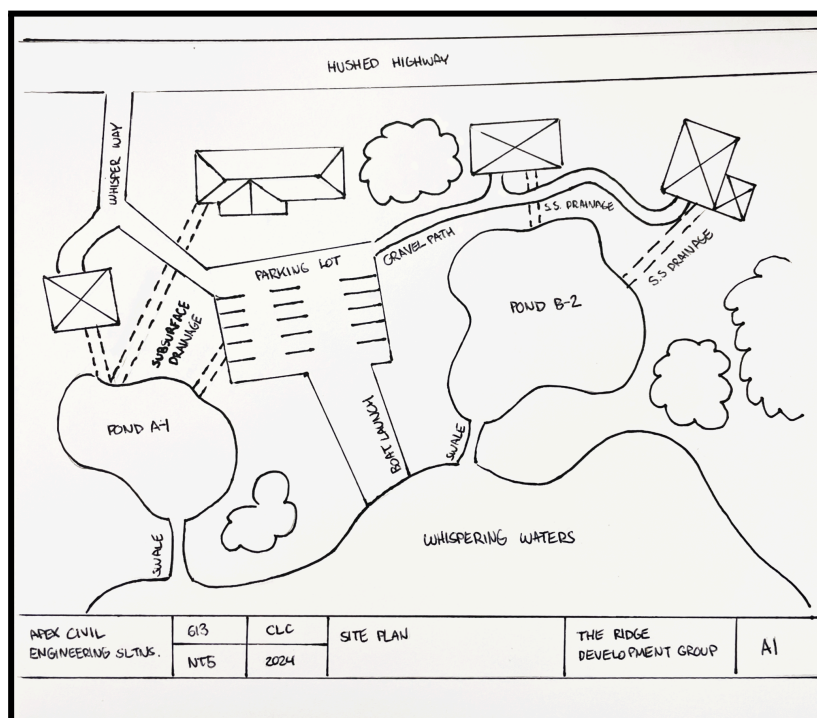 HUSHED HIGHWAY
WHISPER WAY
PARKING LOT
GRAVEL PATH
S.S. DRAINAGE
S.S DRAINAGE
SUBSURFACE
DRAINAGE
POND B-2
POND A-1
BOAT LAUNCH
SWALE
SWALE
WHISPERING WATERS
APEX CIVIL
ENGINEERING SLTNS.
613
CLC
NTS
2024
SITE PLAN
THE RIDGE
DEVELOPMENT GROUP
A1